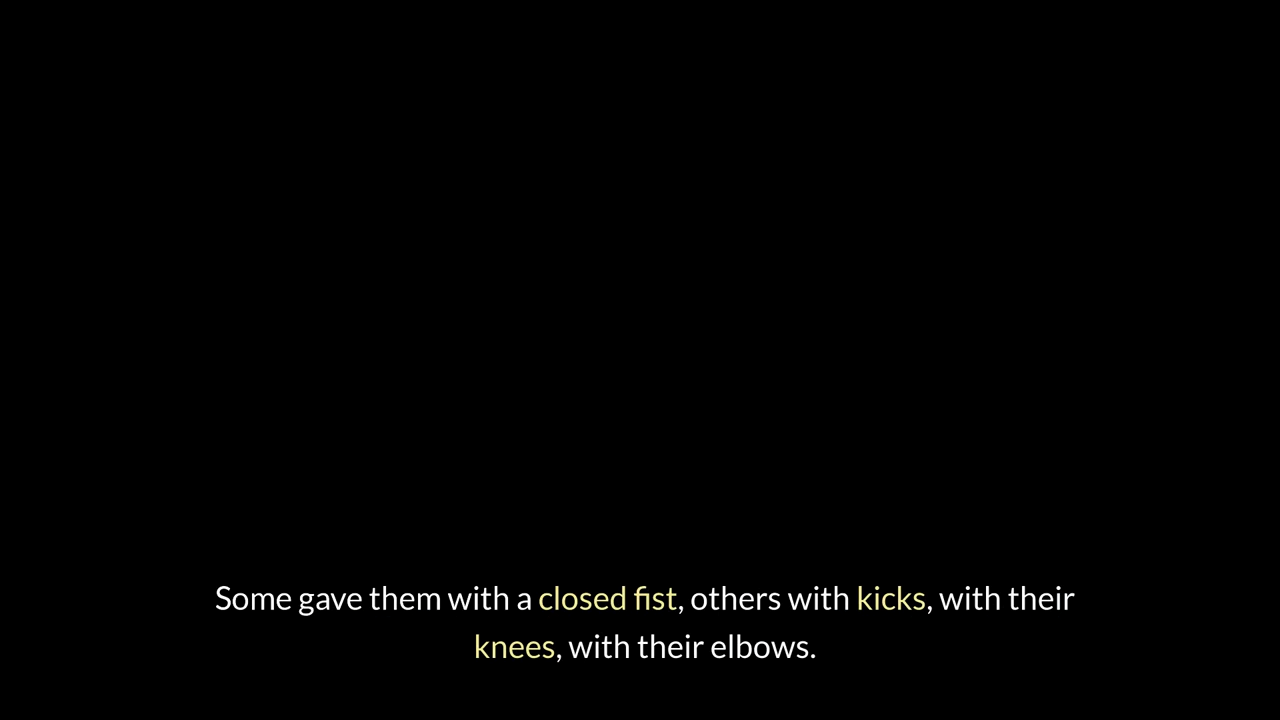 Some gave them with a closed fist, others with kicks, with their
knees, with their elbows.